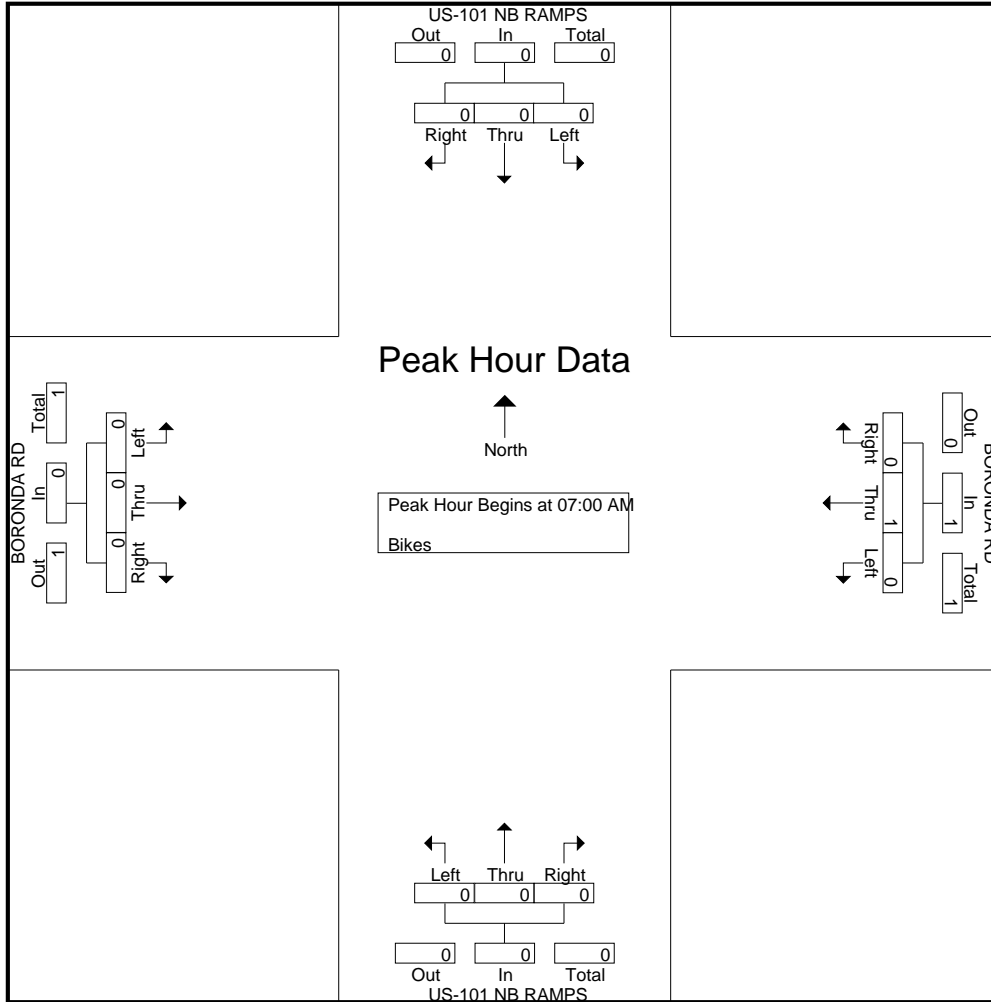 US-101 NB RAMPS
Out In Total
0 0 0
0 0 0
Right Thru Left
Peak Hour Data
North
Peak Hour Begins at 07:00 AM
Bikes
BORONDA RD
Total In Out
1 0 1
0 0 0
Left Thru Right
BORONDA RD
Out In Total
0 1 1
0 1 0
Right Thru Left
Left Thru Right
0 0 0
0 0 0
Out In Total
US-101 NB RAMPS